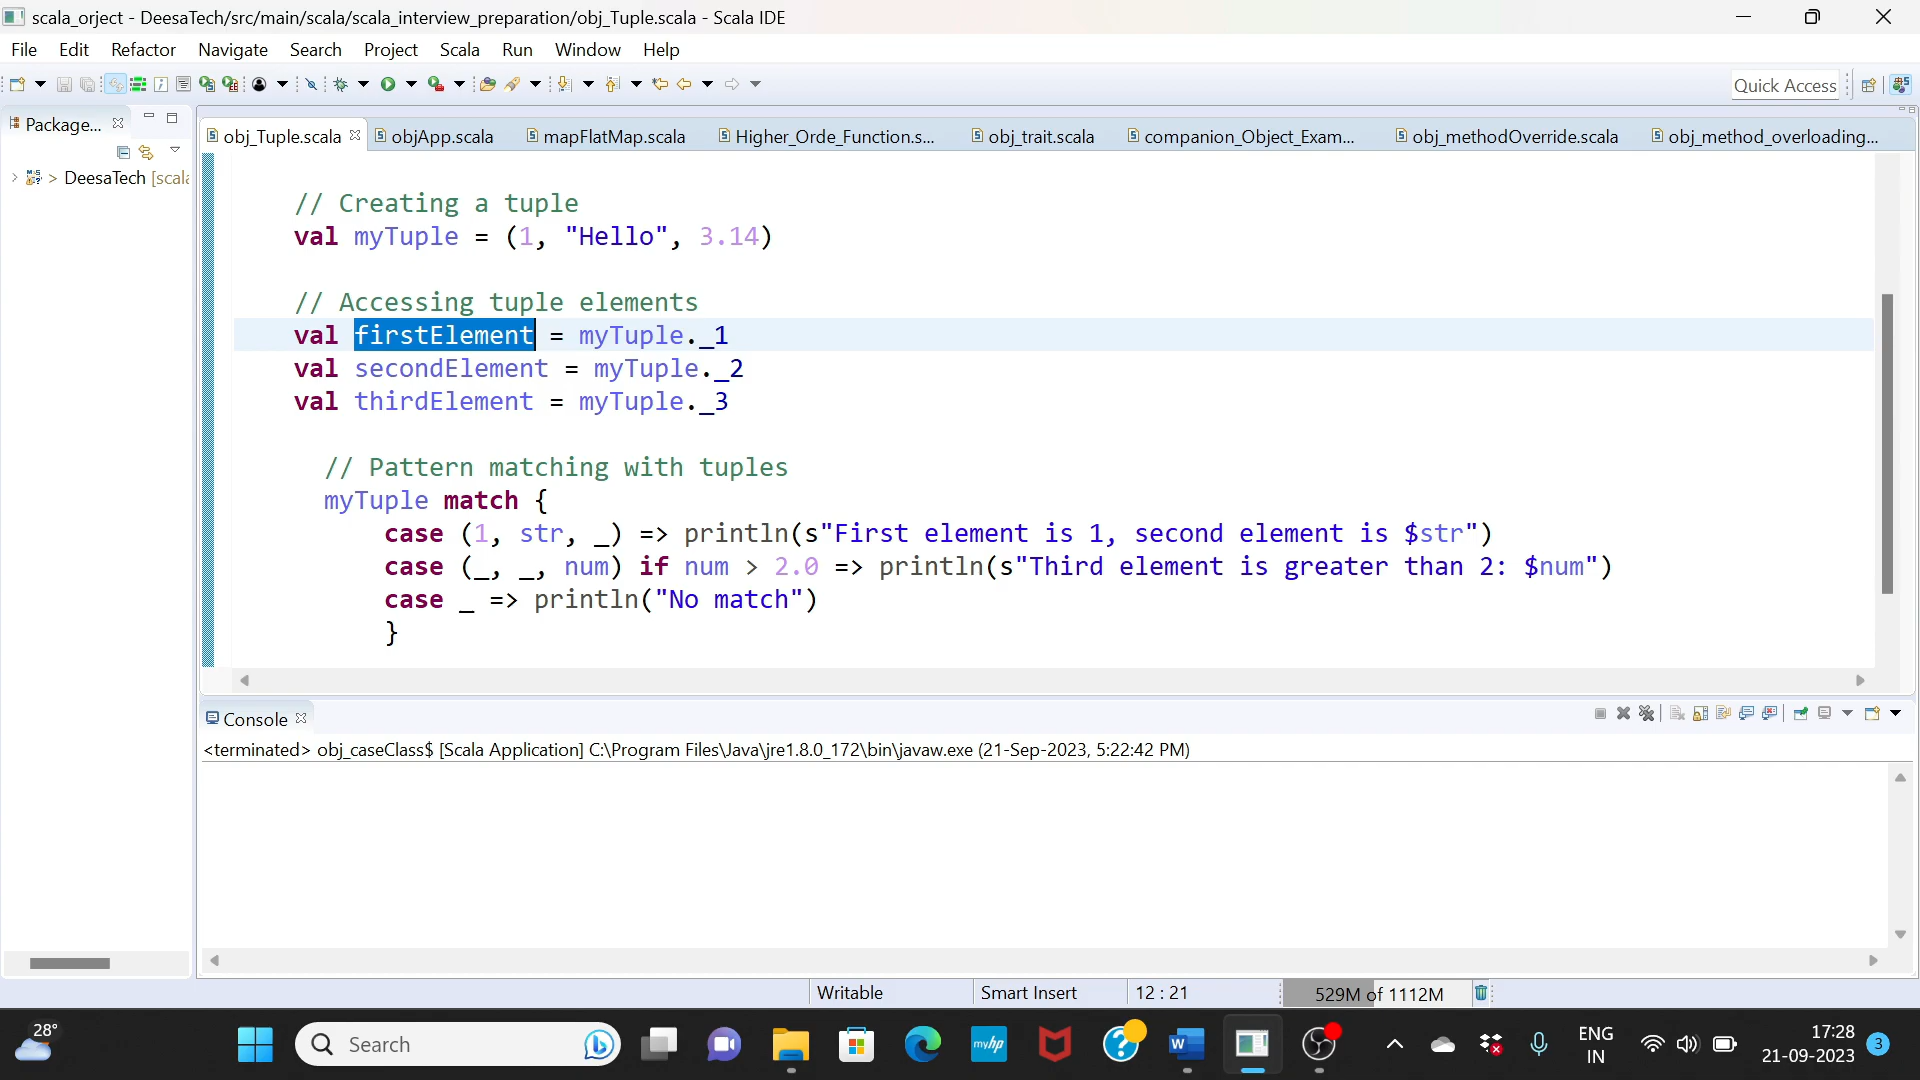 scala_orject - DeesaTech/src/main/scala/scala_interview_preparation/obj_Tuple.scala - Scala IDE
File Edit Refactor Navigate Search Project Scala Run Window Help
Quick Access
Package...
obj_Tuple.scala objApp.scala mapFlatMap.scala Higher_Orde_Function.s... obj_trait.scala companion_Object_Exam... obj_methodOverride.scala obj_method_overloading...
> DeesaTech [scala
// Creating a tuple
val myTuple = (1, "Hello", 3.14)
// Accessing tuple elements
val firstElement = myTuple._1
val secondElement = myTuple._2
val thirdElement = myTuple._3
// Pattern matching with tuples
myTuple match {
case (1, str, _) => println(s"First element is 1, second element is $str")
case (_, _, num) if num > 2.0 => println(s"Third element is greater than 2: $num")
case _ => println("No match")
}
Console
<terminated> obj_caseClass$ [Scala Application] C:\Program Files\Java\jre1.8.0_172\bin\javaw.exe (21-Sep-2023, 5:22:42 PM)
Writable Smart Insert 12 : 21 529M of 1112M
28°
Search
myhp
W
ENG
IN
17:28
21-09-2023
3